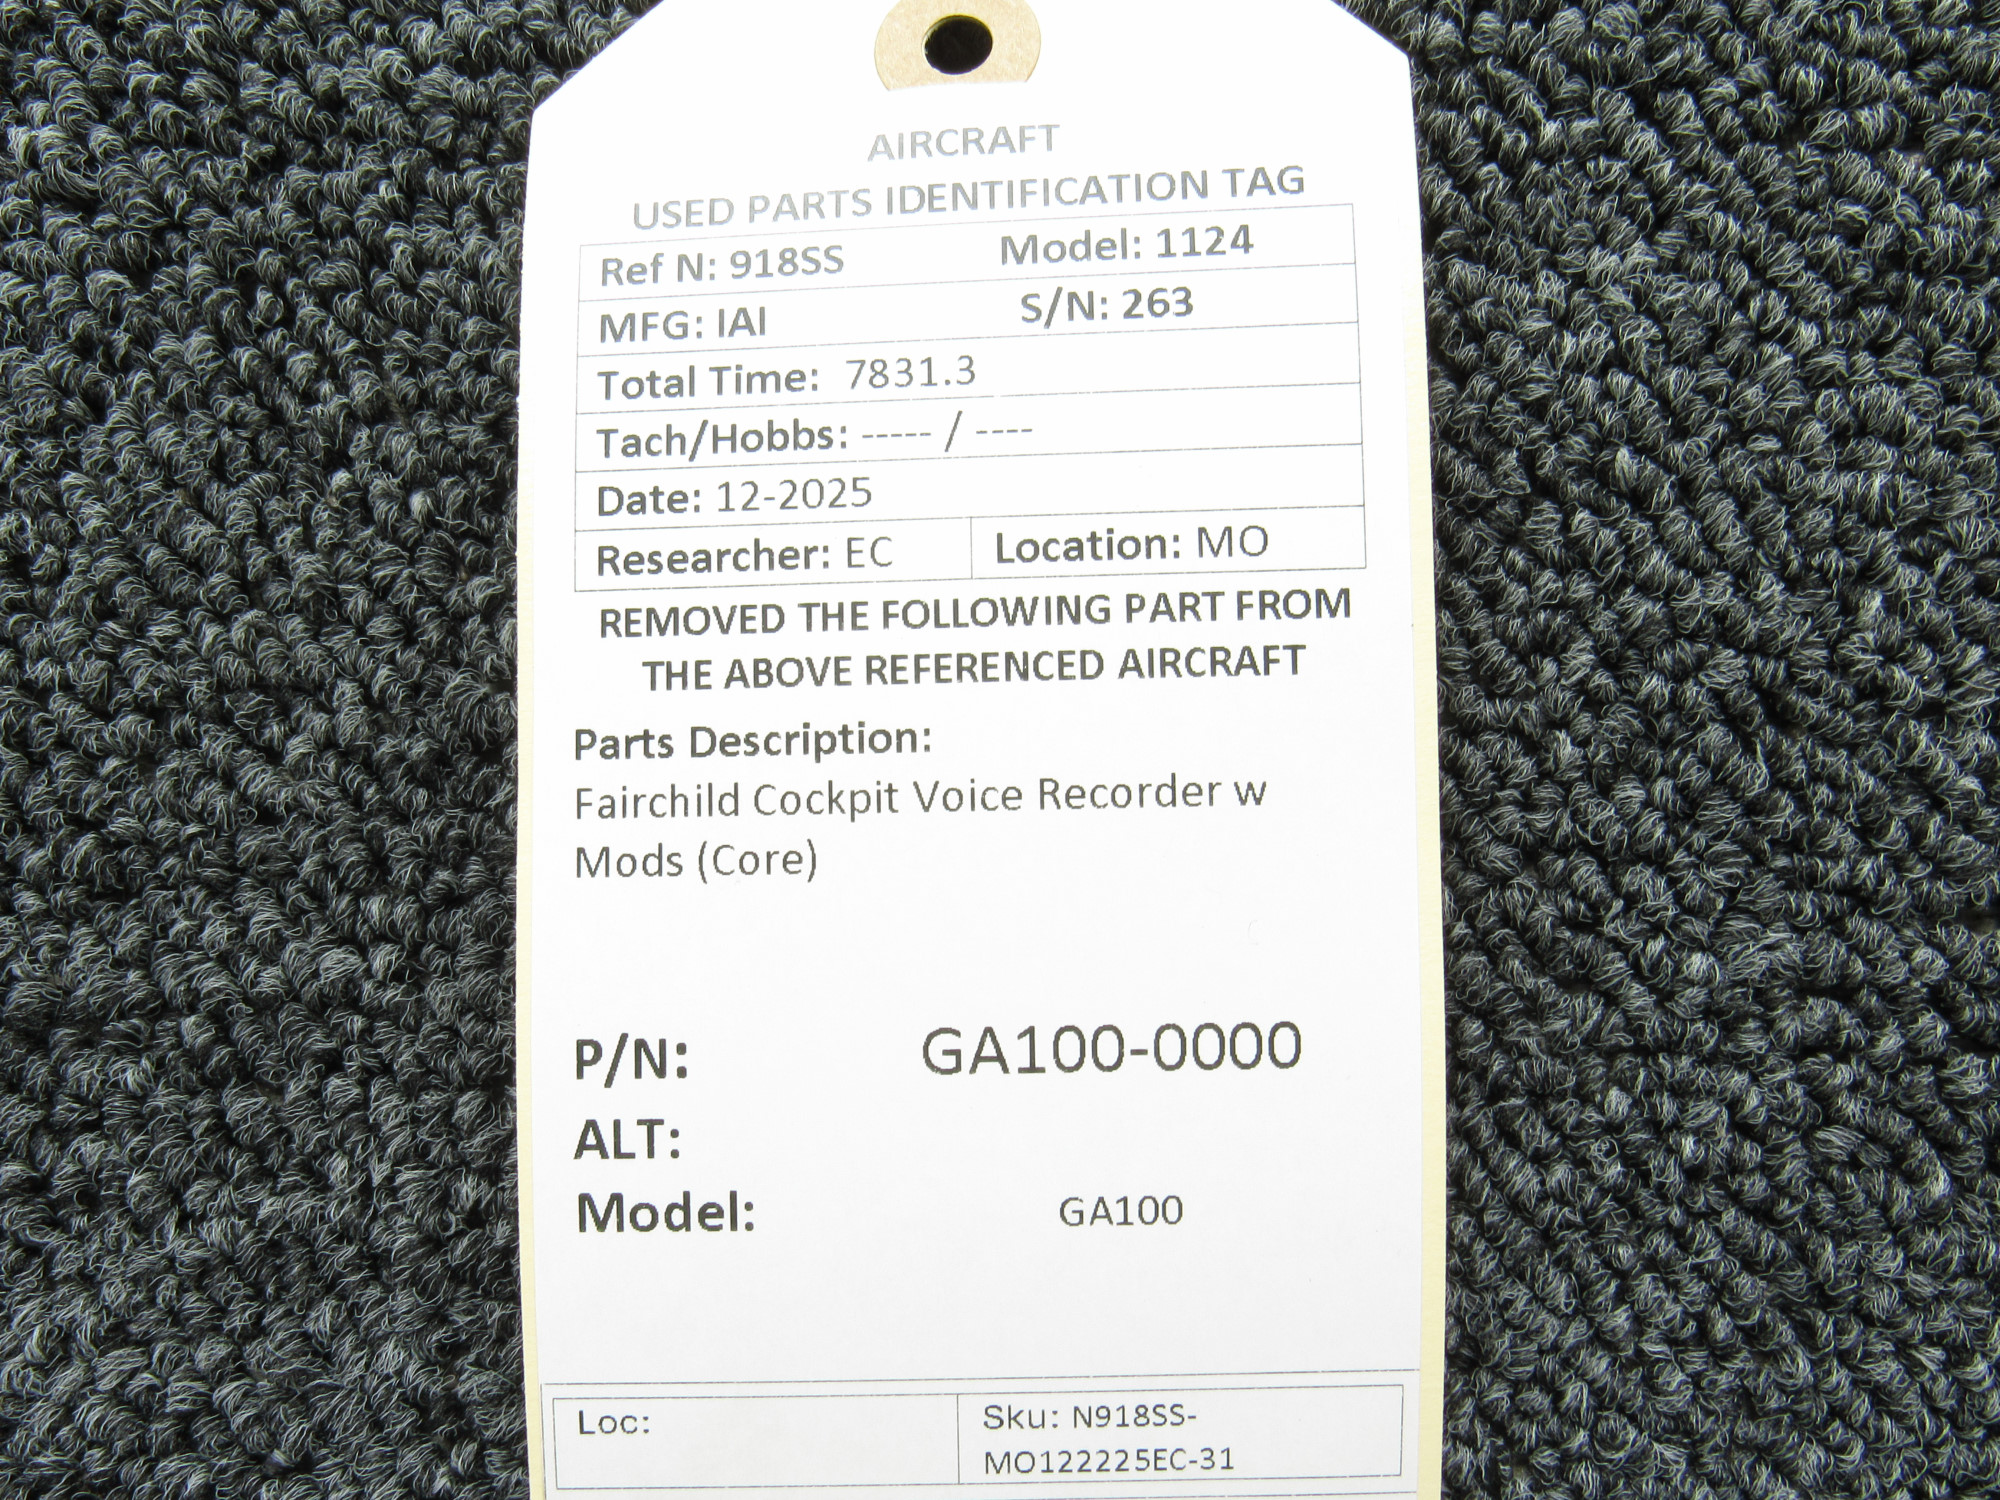 AIRCRAFT
USED PARTS IDENTIFICATION TAG
Ref N: 918SS Model: 1124
MFG: IAI S/N: 263
Total Time: 7831.3
Tach/Hobbs: ----- / ----
Date: 12-2025
Researcher: EC Location: MO
REMOVED THE FOLLOWING PART FROM
THE ABOVE REFERENCED AIRCRAFT
Parts Description:
Fairchild Cockpit Voice Recorder w
Mods (Core)
P/N: GA100-0000
ALT:
Model: GA100
Loc: Sku: N918SS-
MO122225EC-31